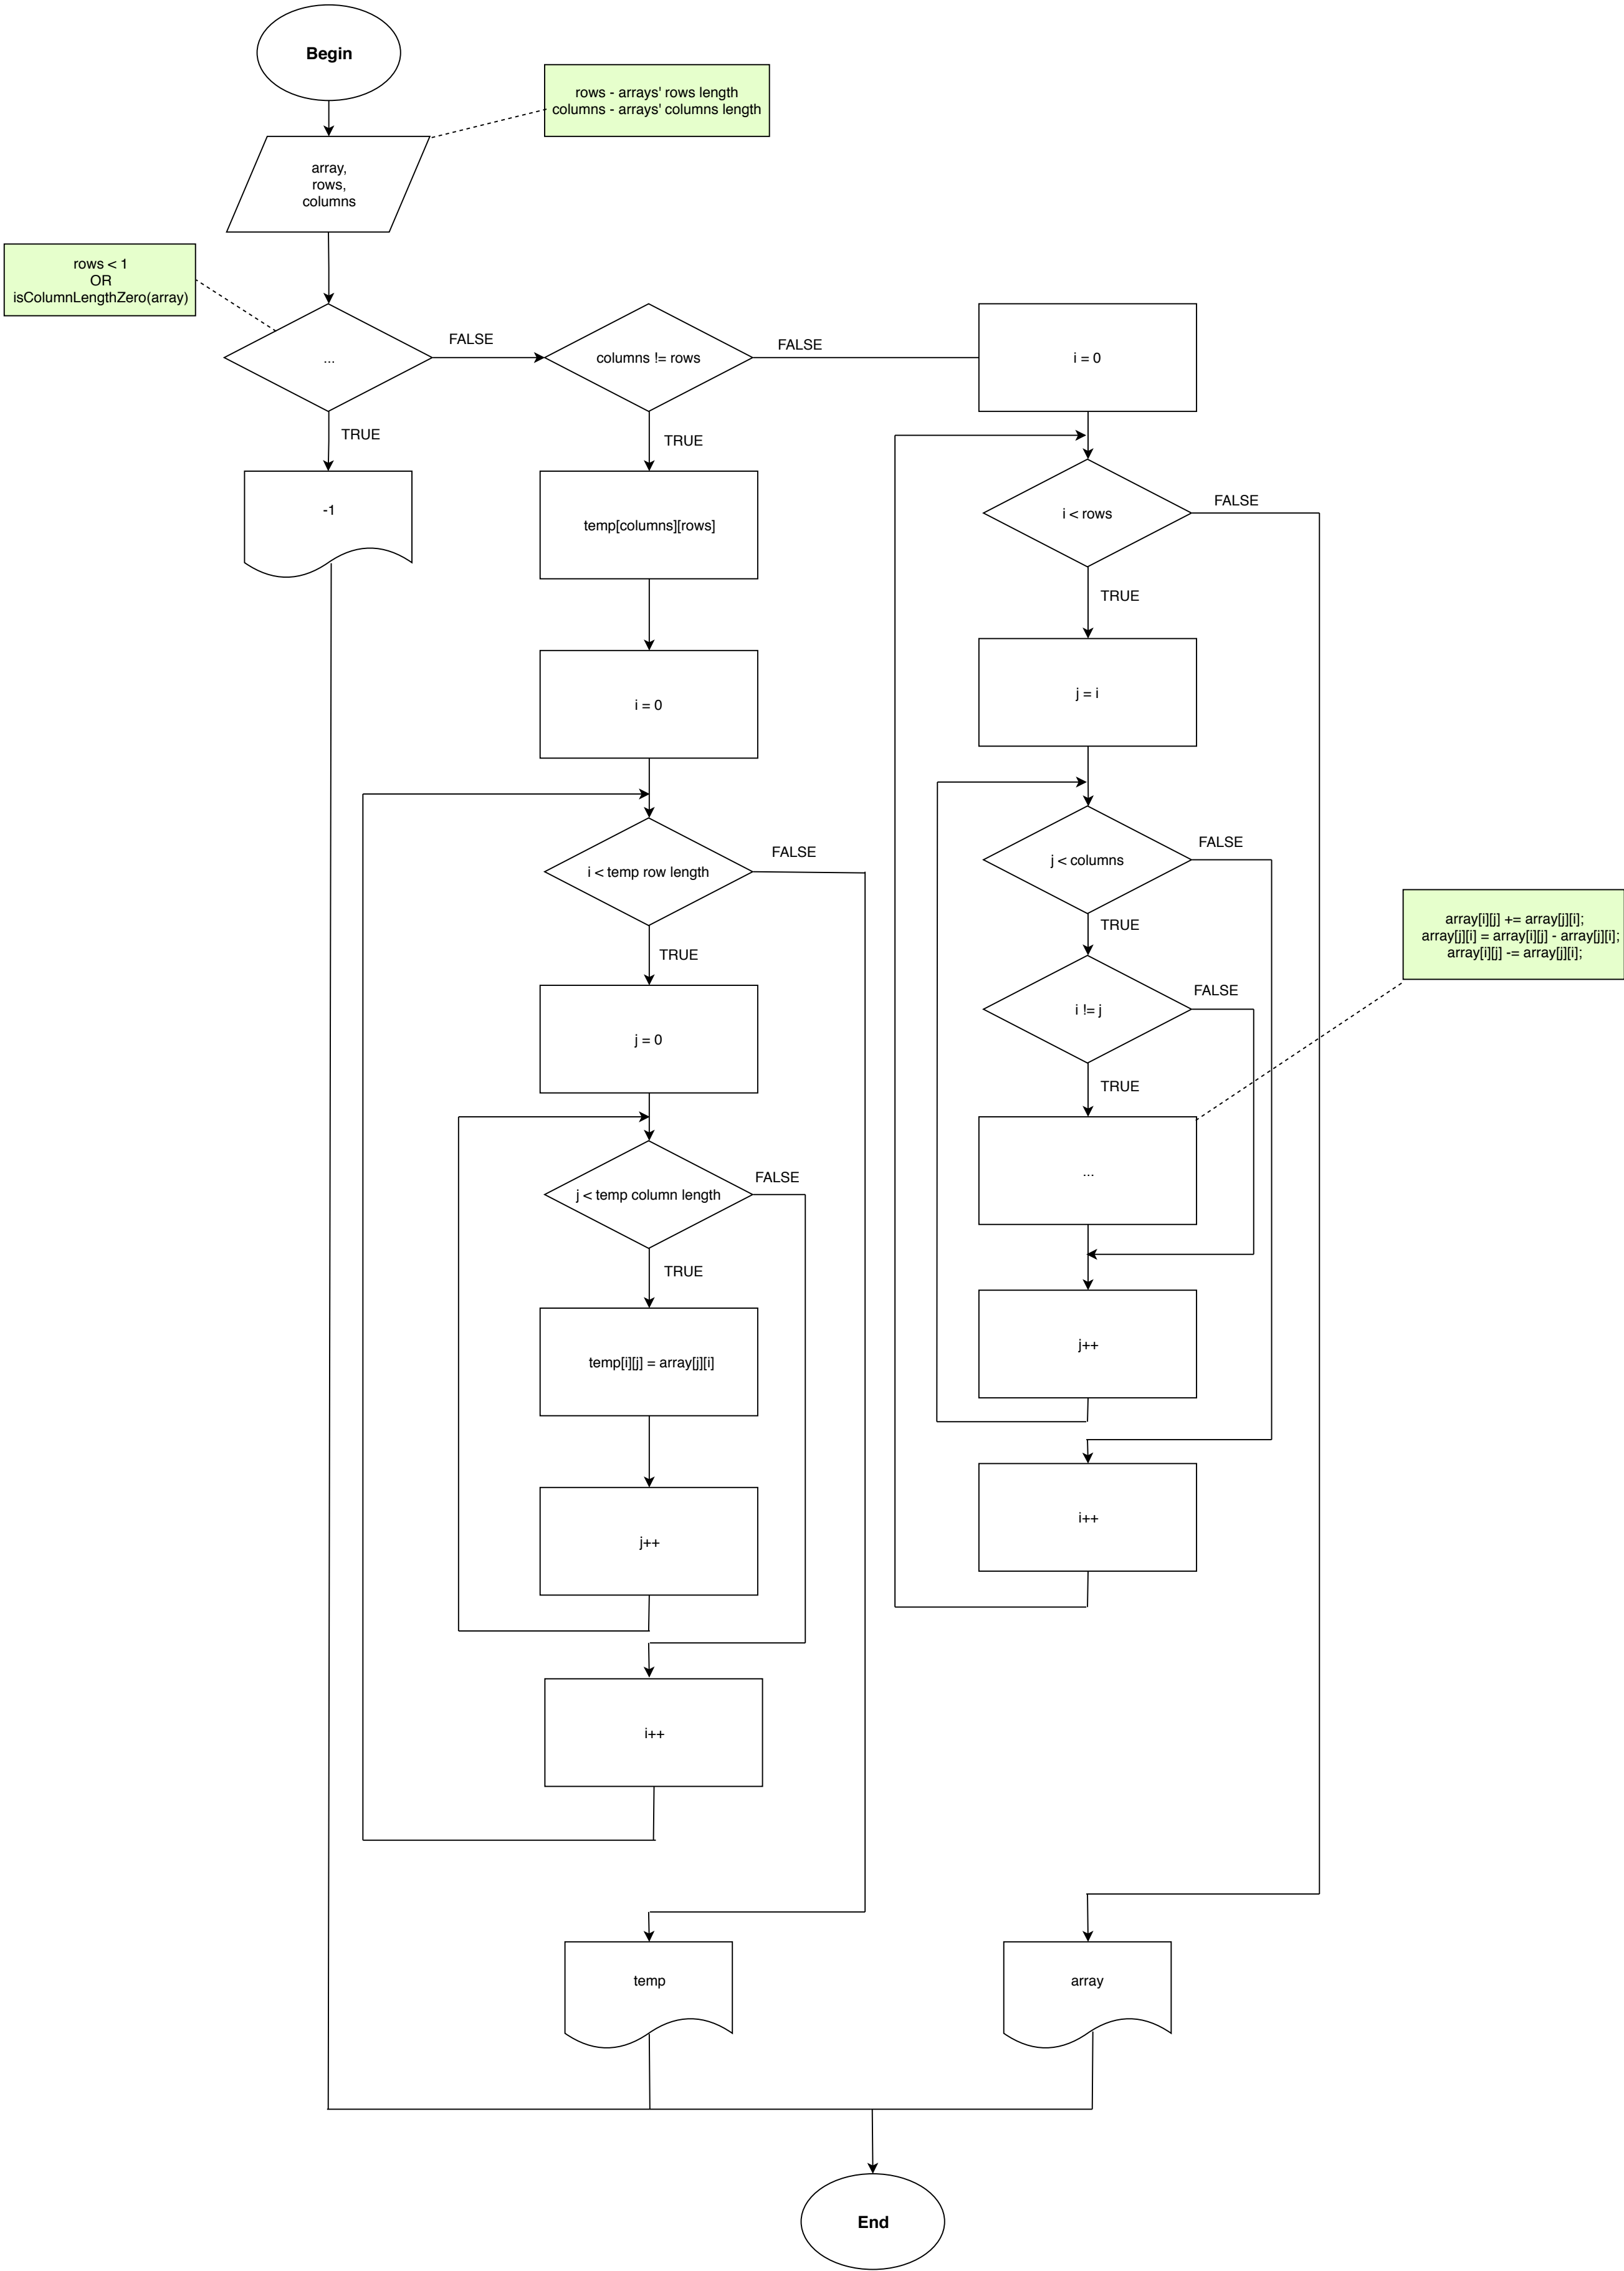 Begin
rows - arrays' rows length
columns - arrays' columns length
array,
rows,
columns
rows < 1
OR
isColumnLengthZero(array)
...
FALSE
columns != rows
FALSE
i = 0
TRUE
TRUE
-1
temp[columns][rows]
i < rows
FALSE
TRUE
i = 0
j = i
i < temp row length
FALSE
j < columns
FALSE
TRUE
TRUE
array[i][j] += array[j][i];
array[j][i] = array[i][j] - array[j][i];
array[i][j] -= array[j][i];
j = 0
i != j
FALSE
TRUE
j < temp column length
FALSE
...
TRUE
temp[i][j] = array[j][i]
j++
j++
i++
i++
temp
array
End